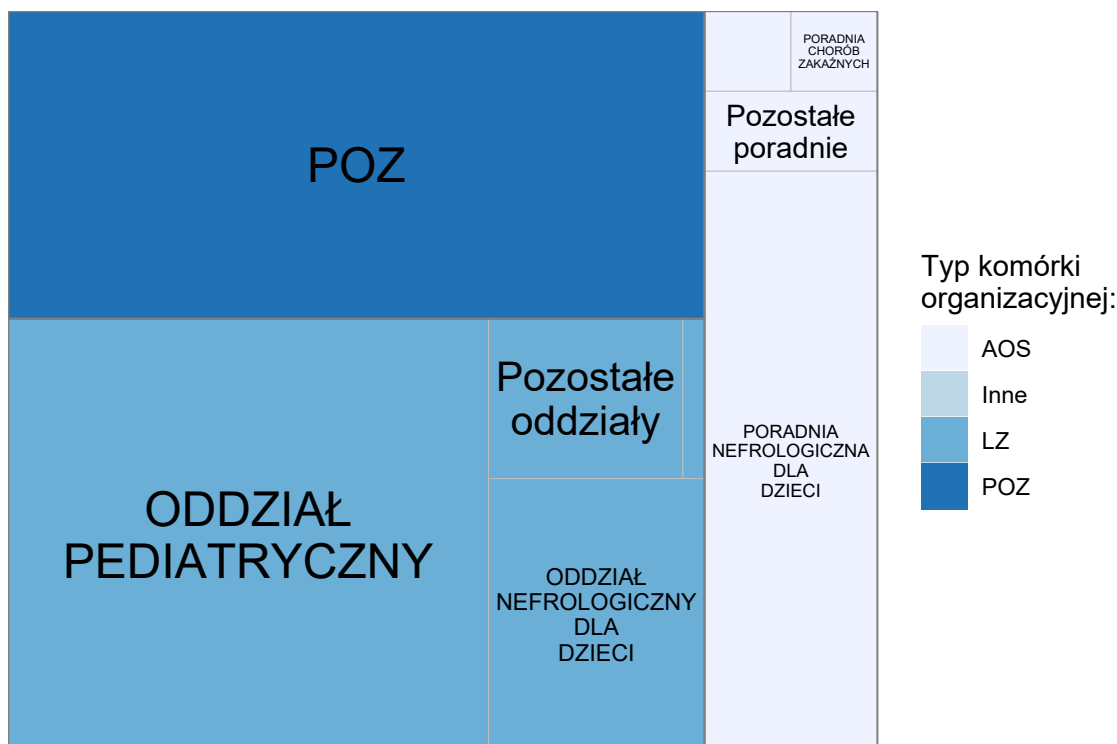 POZ
PORADNIA
CHORÓB
ZAKAŹNYCH
Pozostałe
poradnie
Pozostałe
oddziały
ODDZIAŁ
PEDIATRYCZNY
ODDZIAŁ
NEFROLOGICZNY
DLA
DZIECI
PORADNIA
NEFROLOGICZNA
DLA
DZIECI
Typ komórki
organizacyjnej:
AOS
Inne
LZ
POZ